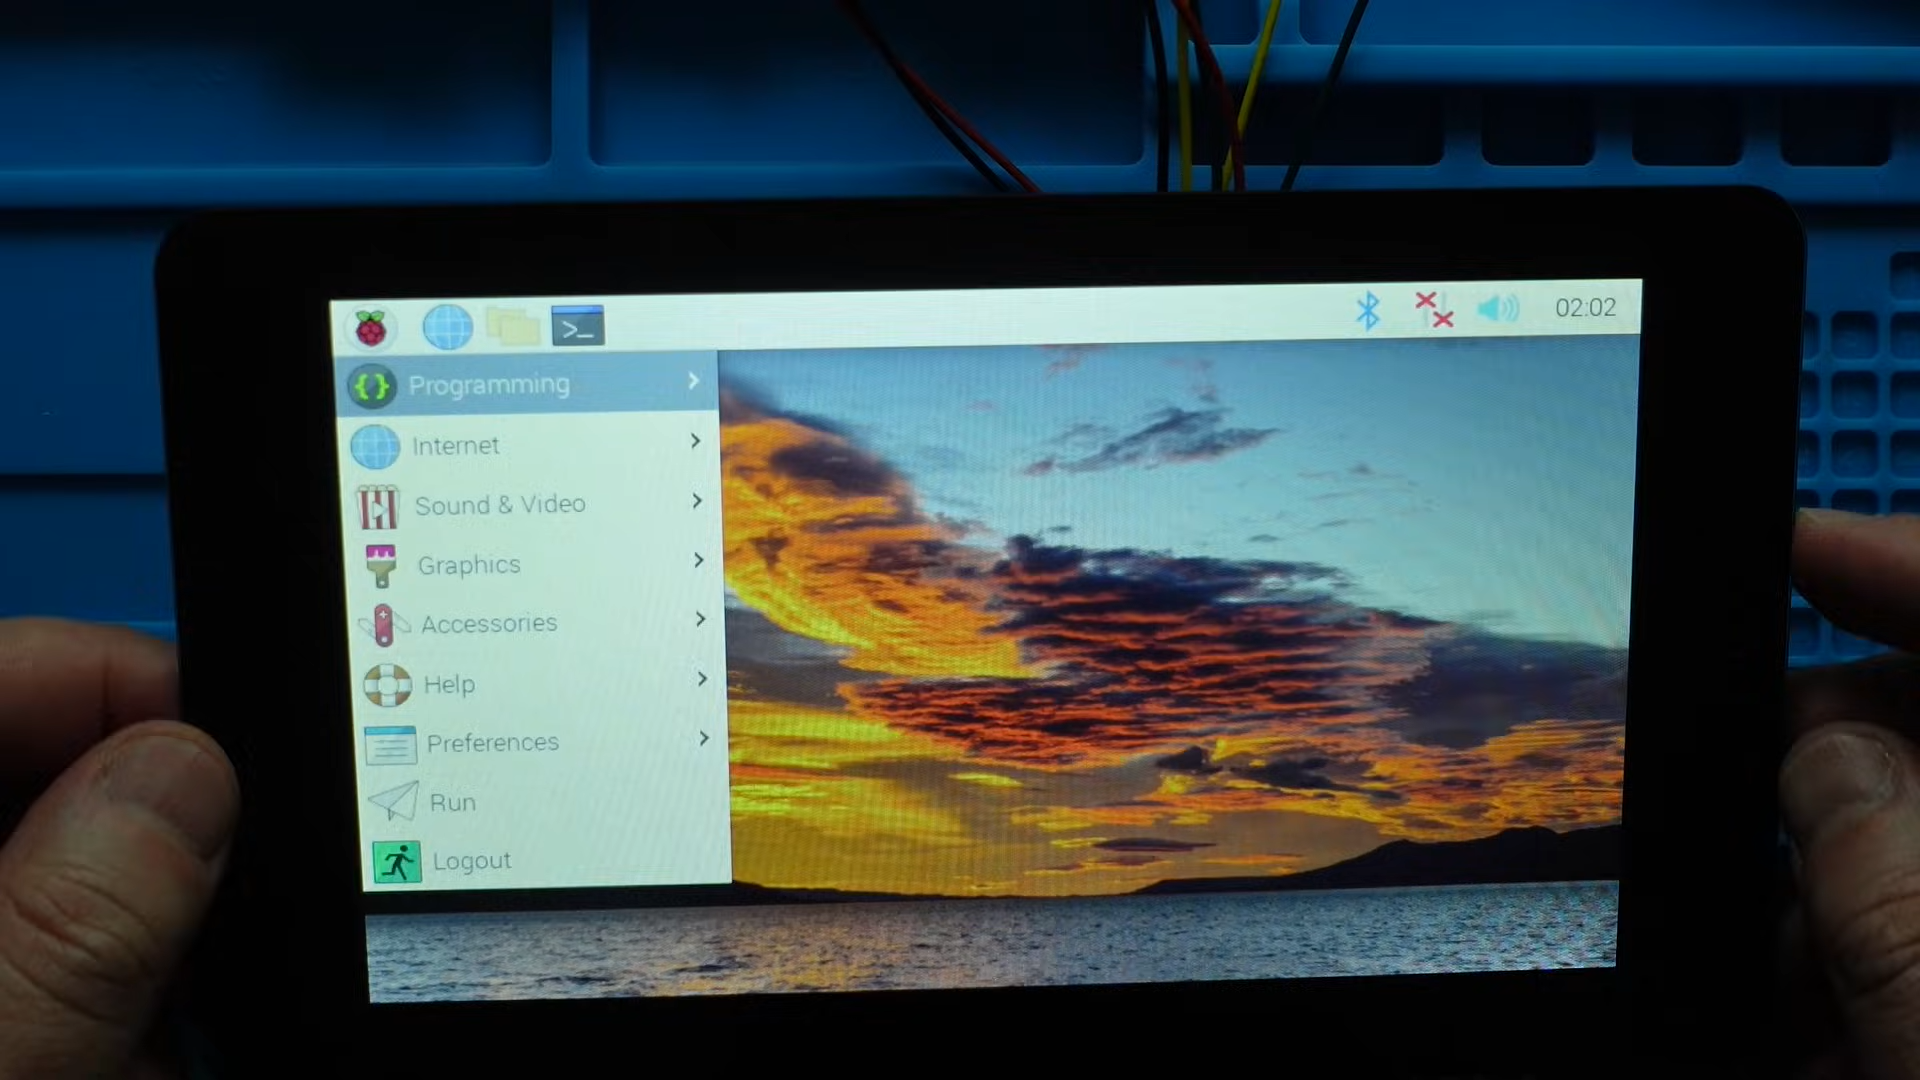 >_
02:02
Programming
Internet
Sound & Video
Graphics
Accessories
Help
Preferences
Run
Logout